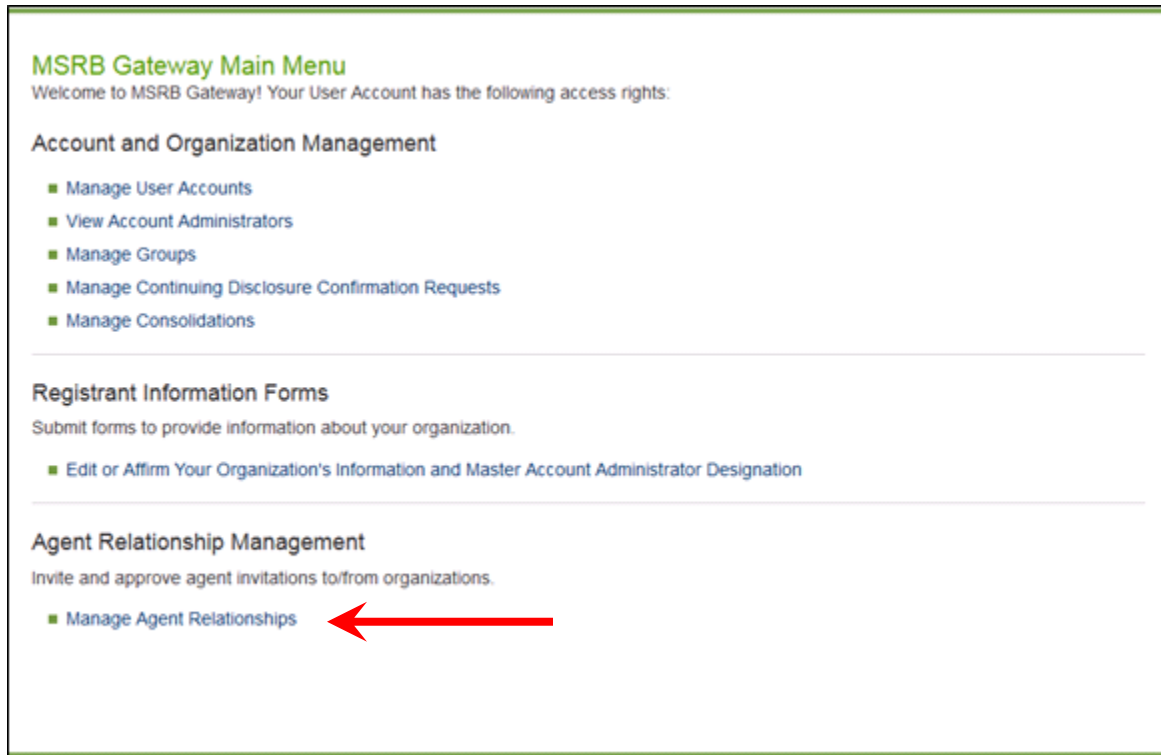 MSRB Gateway Main Menu
Welcome to MSRB Gateway! Your User Account has the following access rights:
Account and Organization Management
Manage User Accounts
View Account Administrators
Manage Groups
Manage Continuing Disclosure Confirmation Requests
Manage Consolidations
Registrant Information Forms
Submit forms to provide information about your organization.
Edit or Affirm Your Organization's Information and Master Account Administrator Designation
Agent Relationship Management
Invite and approve agent invitations to/from organizations.
Manage Agent Relationships